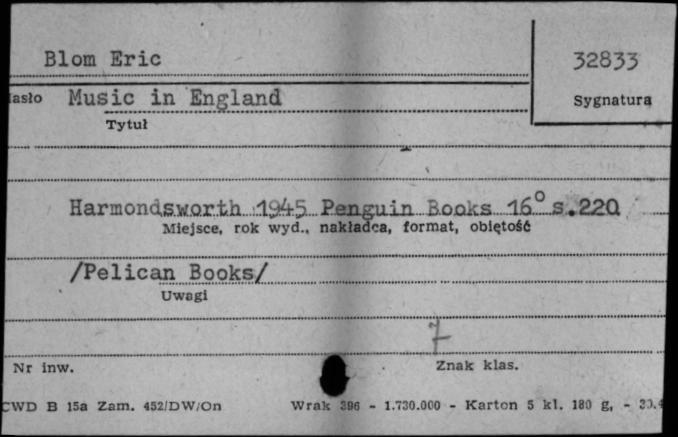 Blom Eric
32833
Sygnatura
asło Music in England
Tytuł
Harmondsworth 1945 Penguin Books 16° s.220
Miejsce, rok wyd., nakładca, format, objętość
/Pelican Books/
Uwagi
7
Nr inw.
Znak klas.
CWD B 15a Zam. 452/DW/On Wrak 396 - 1.730.000 - Karton 5 kl. 180 g, -